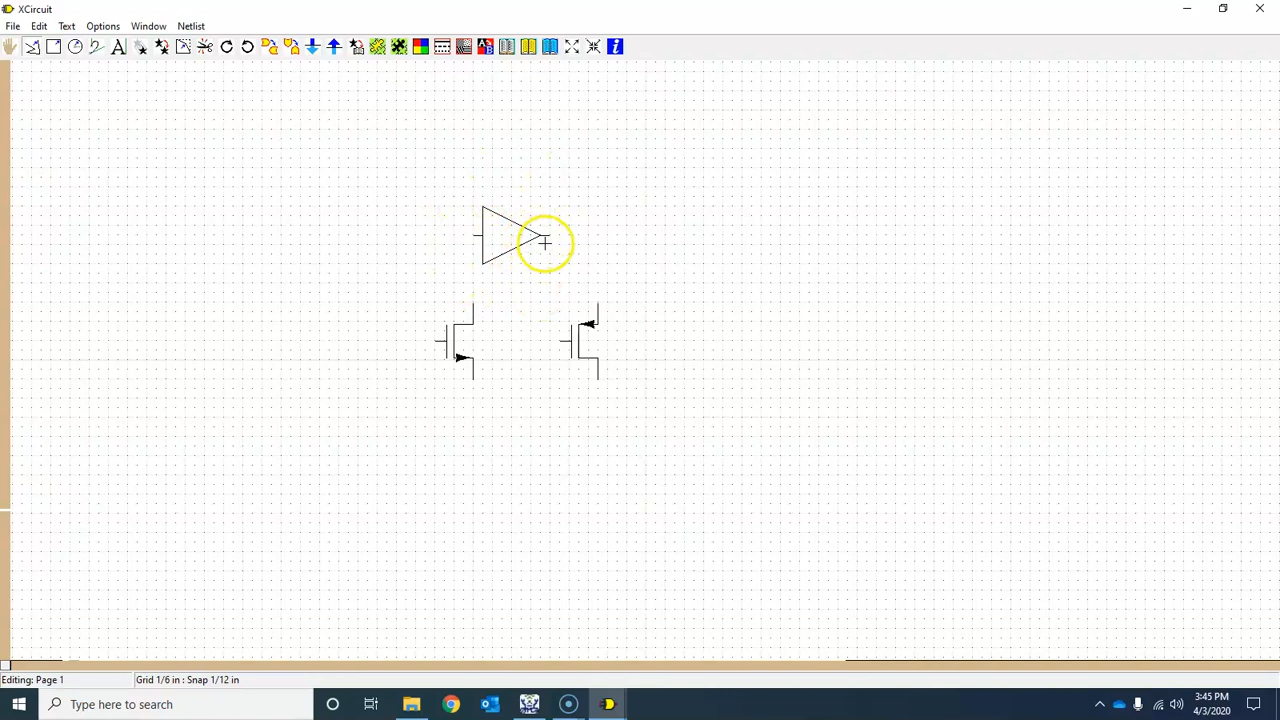 XCircuit
File Edit Text Options Window Netlist
A
AB
i
Editing: Page 1 Grid 1/6 in : Snap 1/12 in
Type here to search
3:45 PM
4/3/2020